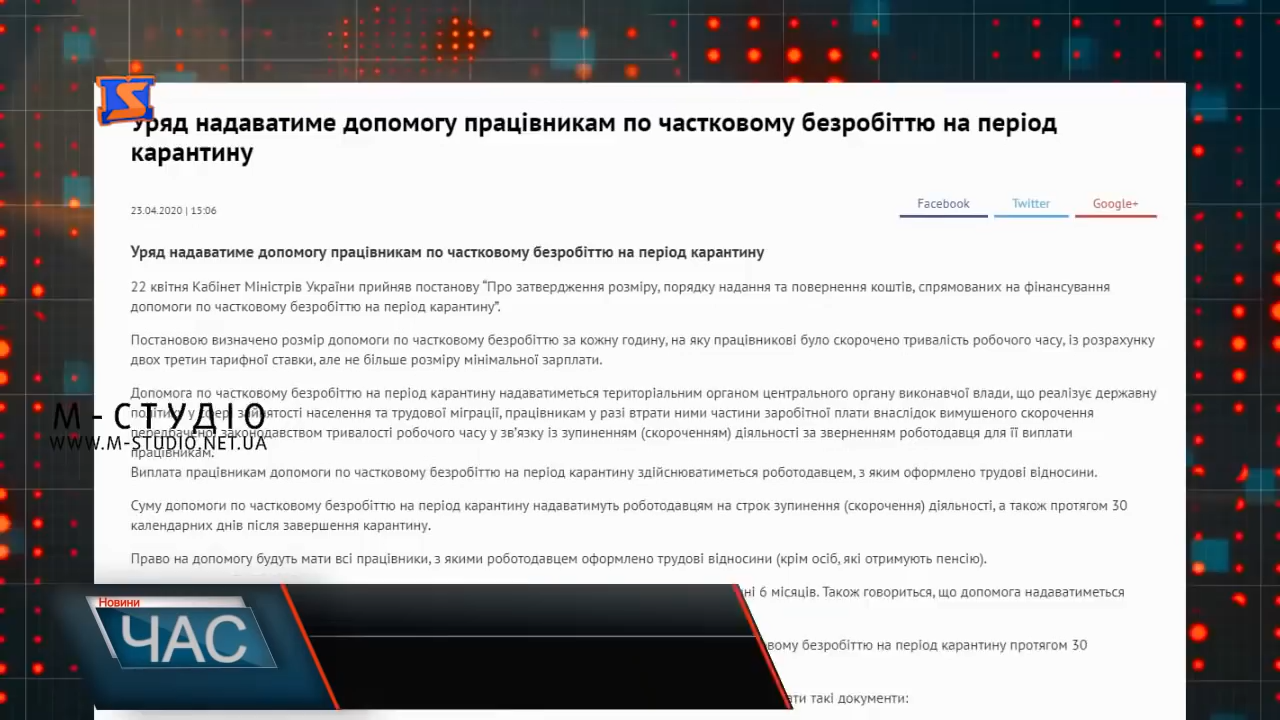 Уряд надаватиме допомогу працівникам по частковому безробіттю на період
карантину
23.04.2020 | 15:06
Facebook
Twitter
Google+
Уряд надаватиме допомогу працівникам по частковому безробіттю на період карантину
22 квітня Кабінет Міністрів України прийняв постанову “Про затвердження розміру, порядку надання та повернення коштів, спрямованих на фінансування
допомоги по частковому безробіттю на період карантину”.
Постановою визначено розмір допомоги по частковому безробіттю за кожну годину, на яку працівникові було скорочено тривалість робочого часу, із розрахунку
двох третин тарифної ставки, але не більше розміру мінімальної зарплати.
Допомога по частковому безробіттю на період карантину надаватиметься територіальним органом центрального органу виконавчої влади, що реалізує державну
політику у сфері зайнятості населення та трудової міграції, працівникам у разі втрати ними частини заробітної плати внаслідок вимушеного скорочення
передбаченої законодавством тривалості робочого часу у зв’язку із зупиненням (скороченням) діяльності за зверненням роботодавця для її виплати
працівникам.
М-СТУДІО
WWW.M-STUDIO.NET.UA
Виплата працівникам допомоги по частковому безробіттю на період карантину здійснюватиметься роботодавцем, з яким оформлено трудові відносини.
Суму допомоги по частковому безробіттю на період карантину надаватимуть роботодавцям на строк зупинення (скорочення) діяльності, а також протягом 30
календарних днів після завершення карантину.
Право на допомогу будуть мати всі працівники, з якими роботодавцем оформлено трудові відносини (крім осіб, які отримують пенсію).
6 місяців. Також говориться, що допомога надаватиметься
безробіттю на період карантину протягом 30
такі документи:
Новини
ЧАС